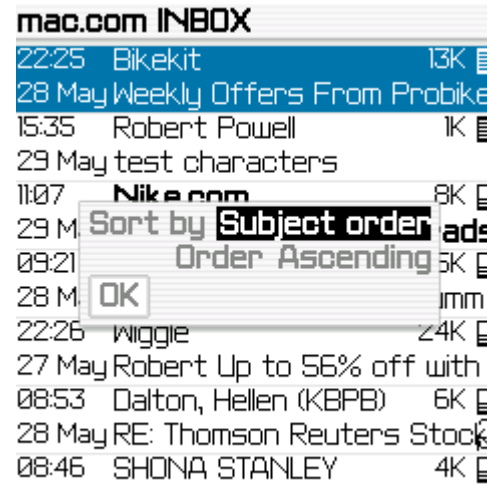 mac.com INBOX
22:25 Bikekit 13K
28 May Weekly Offers From Probike
15:35 Robert Powell 1K
29 May test characters
11:07 Nike.com 8K
29 M
Sort by Subject order
Order Ascending
OK
09:21 5K
28 M
22:26 Wiggle 24K
27 May Robert Up to 56% off with
08:53 Dalton, Hellen (KBPB) 6K
28 May RE: Thomson Reuters Stock
08:46 SHONA STANLEY 4K